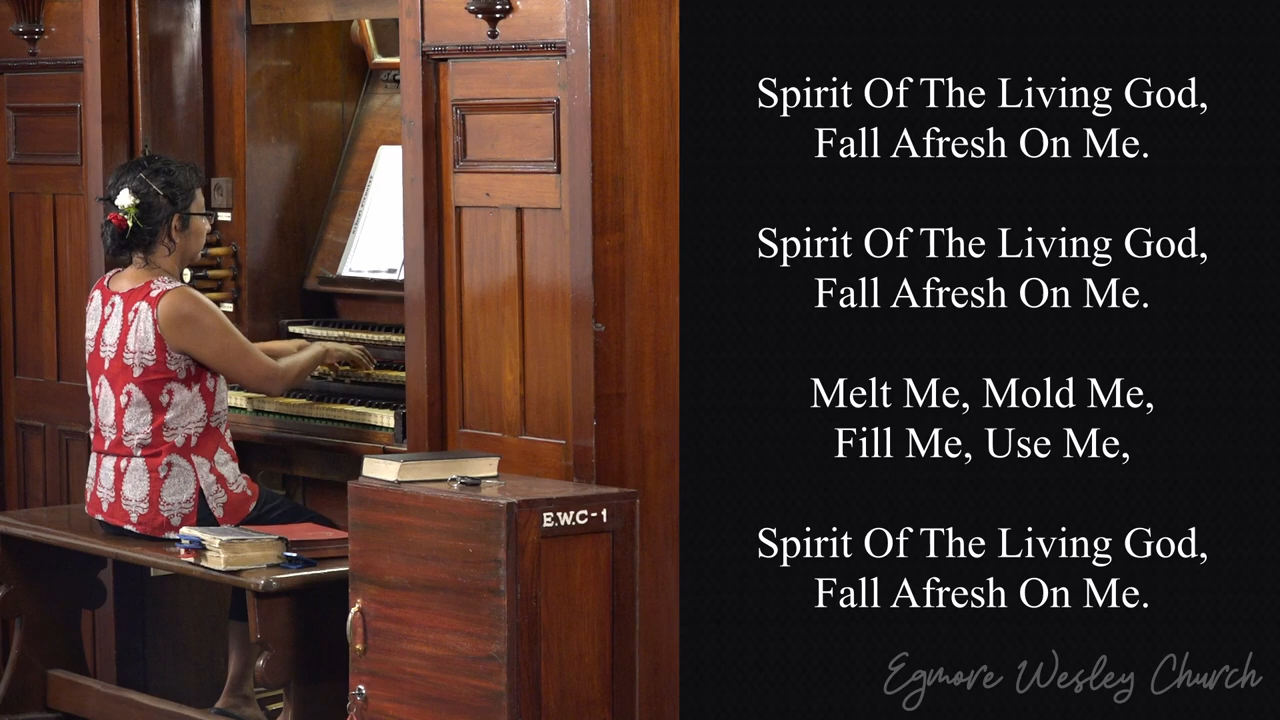 E.W.C-1
Spirit Of The Living God,
Fall Afresh On Me.
Spirit Of The Living God,
Fall Afresh On Me.
Melt Me, Mold Me,
Fill Me, Use Me,
Spirit Of The Living God,
Fall Afresh On Me.
Egmore Wesley Church